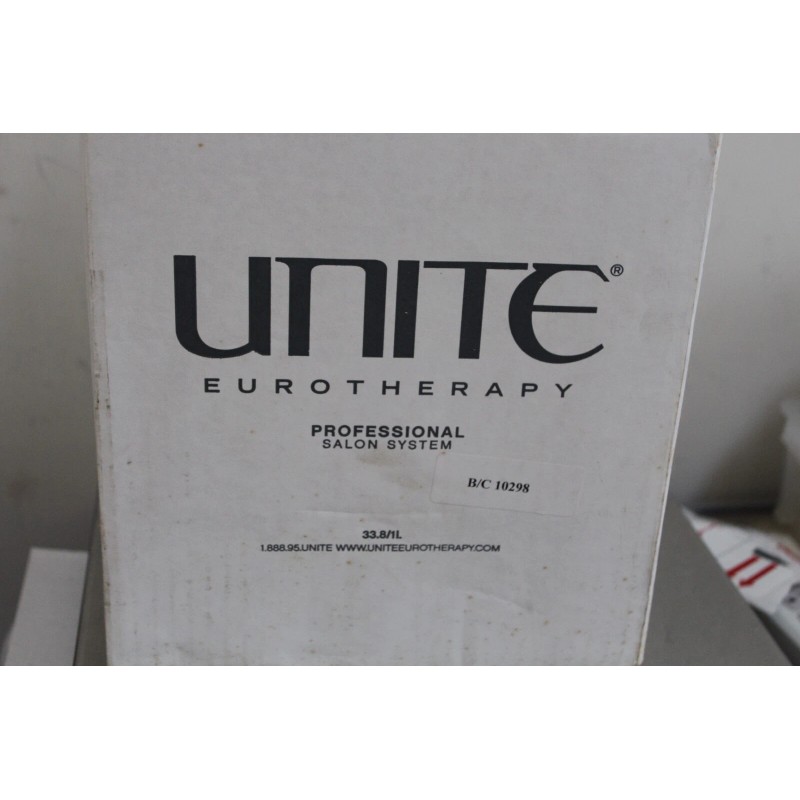 UNITE®
EUROTHERAPY
PROFESSIONAL
SALON SYSTEM
B/C 10298
33.8/1L
1.888.95.UNITE WWW.UNITEEUROTHERAPY.COM